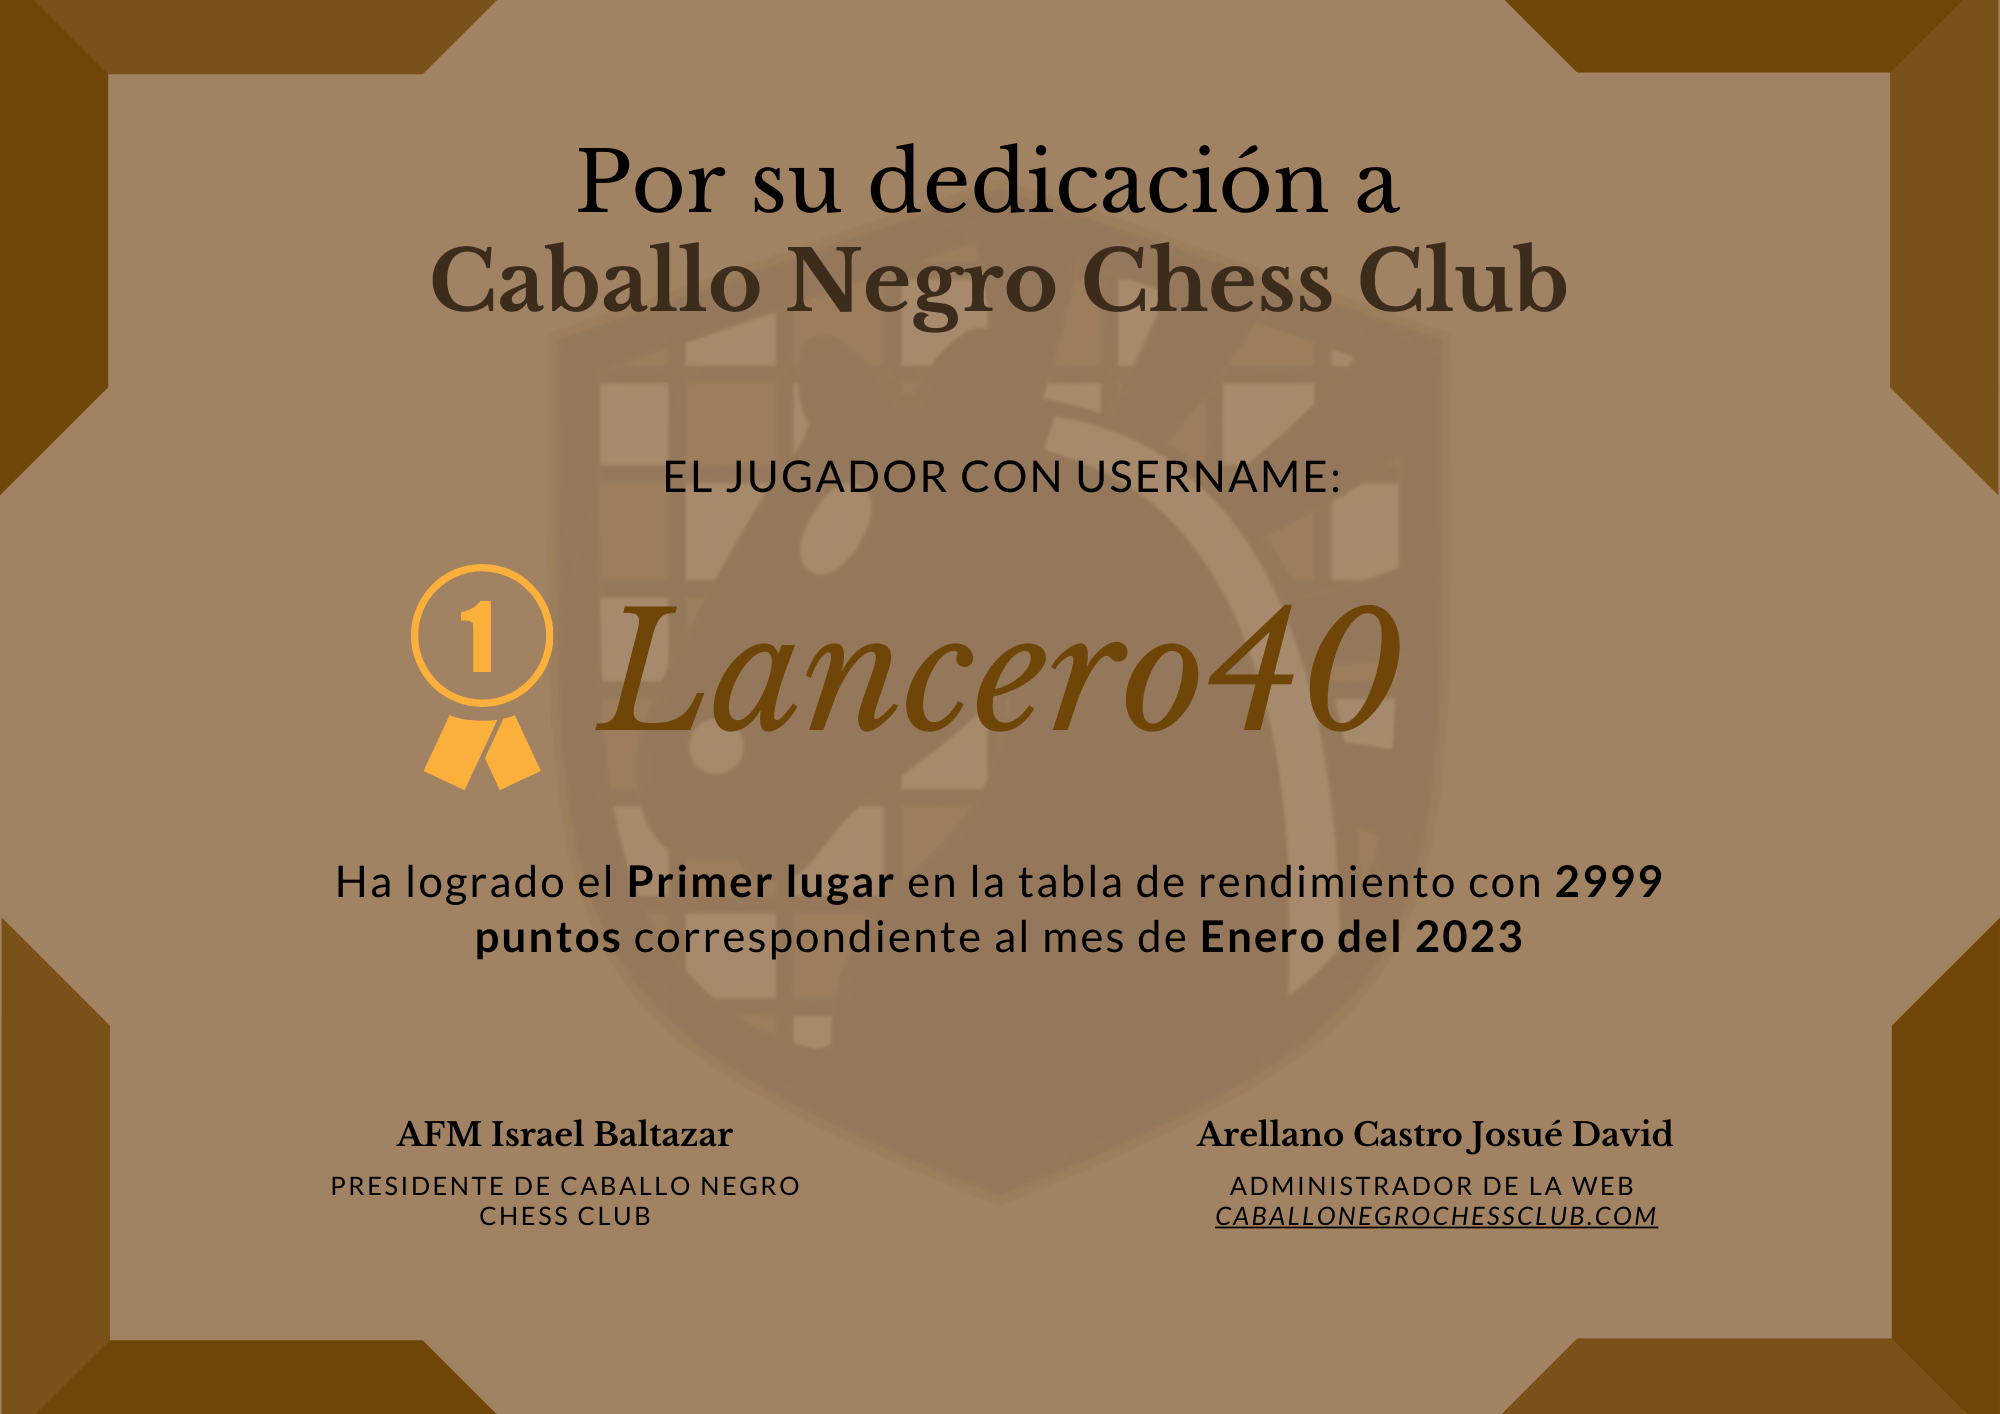 Por su dedicación a
Caballo Negro Chess Club
EL JUGADOR CON USERNAME:
1
Lancero40
Ha logrado el Primer lugar en la tabla de rendimiento con 2999
puntos correspondiente al mes de Enero del 2023
AFM Israel Baltazar
PRESIDENTE DE CABALLO NEGRO
CHESS CLUB
Arellano Castro Josué David
ADMINISTRADOR DE LA WEB
CABALLONEGROCHESSCLUB.COM